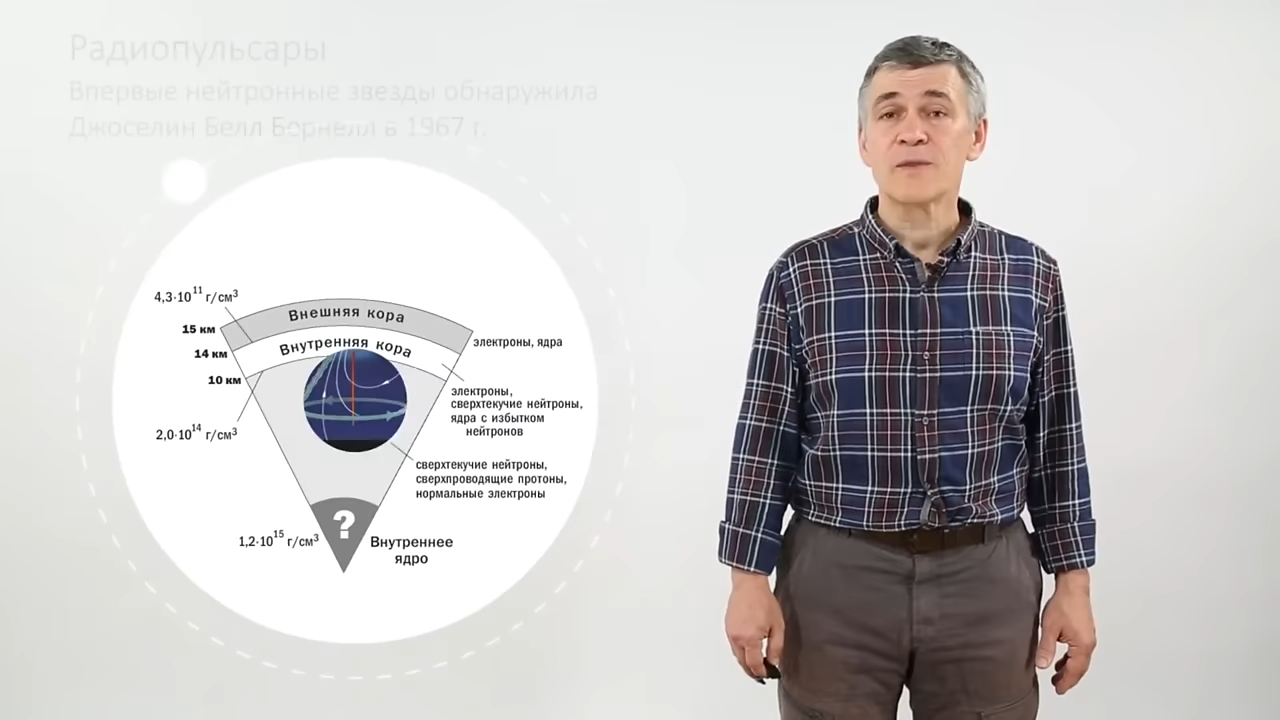 Радиопульсары
Впервые нейтронные звезды обнаружила
Джоселин Белл Бернелл в 1967 г.
4,3·10¹¹ г/см³
Внешняя кора
15 км
электроны, ядра
Внутренняя кора
14 км
10 км
электроны,
сверхтекучие нейтроны,
ядра с избытком
нейтронов
2,0·10¹⁴ г/см³
сверхтекучие нейтроны,
сверхпроводящие протоны,
нормальные электроны
?
1,2·10¹⁵ г/см³
Внутреннее
ядро